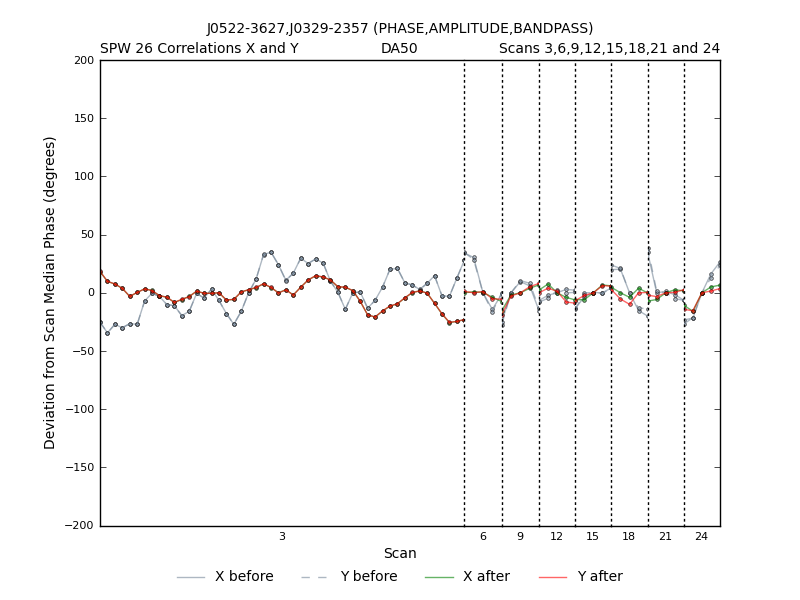 J0522-3627,J0329-2357 (PHASE,AMPLITUDE,BANDPASS)
SPW 26 Correlations X and Y DA50 Scans 3,6,9,12,15,18,21 and 24
200
150
100
50
0
−50
−100
−150
−200
Deviation from Scan Median Phase (degrees)
3 6 9 12 15 18 21 24
Scan
X before Y before X after Y after